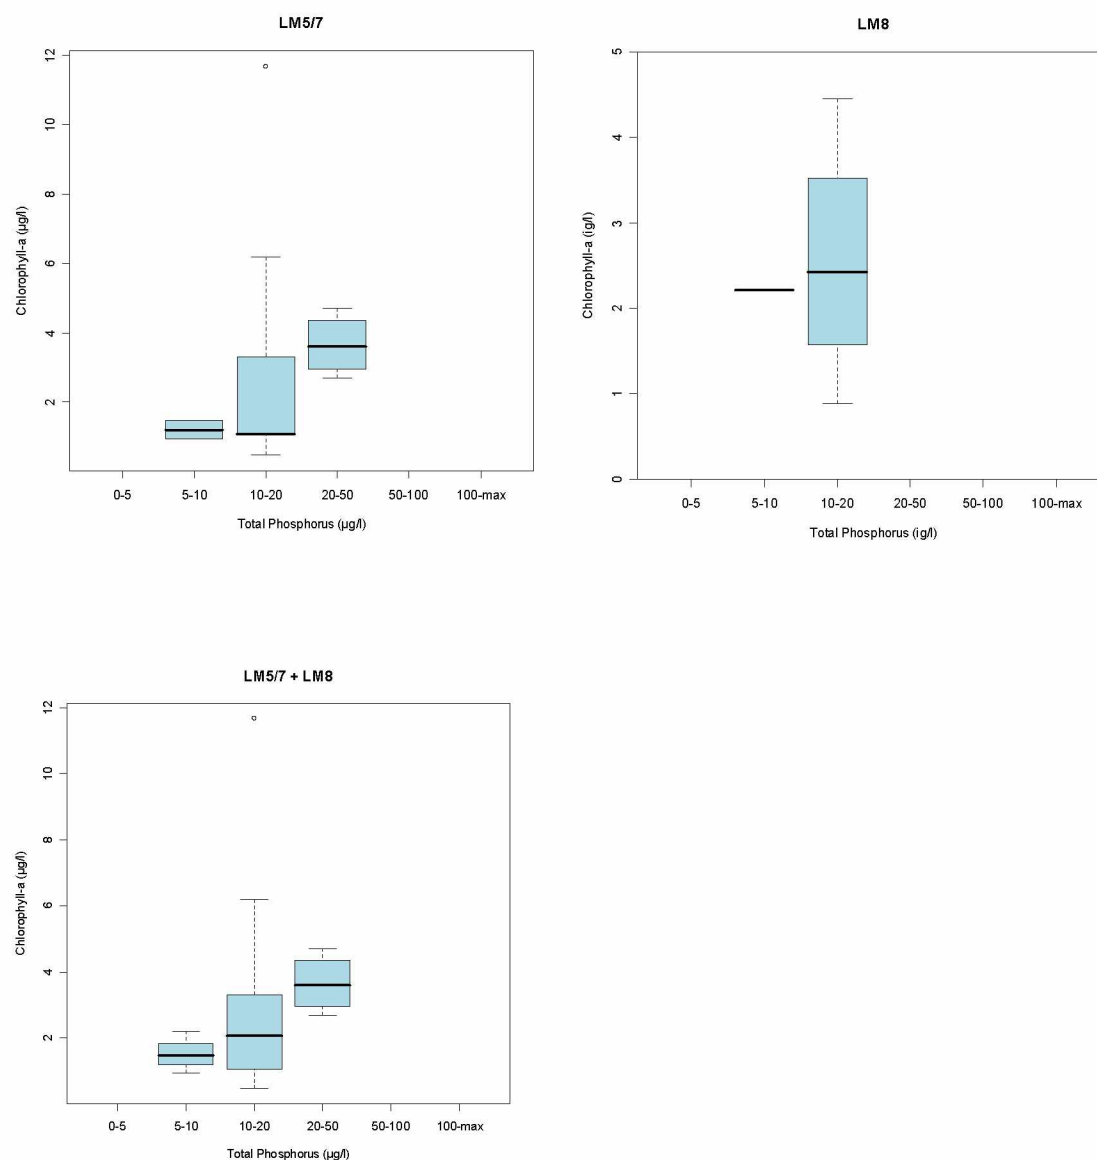 LM5/7
12
10
8
6
4
2
Chlorophyll-a (µg/l)
0-5 5-10 10-20 20-50 50-100 100-max
Total Phosphorus (µg/l)
LM8
5
4
3
2
1
0
Chlorophyll-a (ig/l)
0-5 5-10 10-20 20-50 50-100 100-max
Total Phosphorus (ig/l)
LM5/7 + LM8
12
10
8
6
4
2
Chlorophyll-a (µg/l)
0-5 5-10 10-20 20-50 50-100 100-max
Total Phosphorus (µg/l)